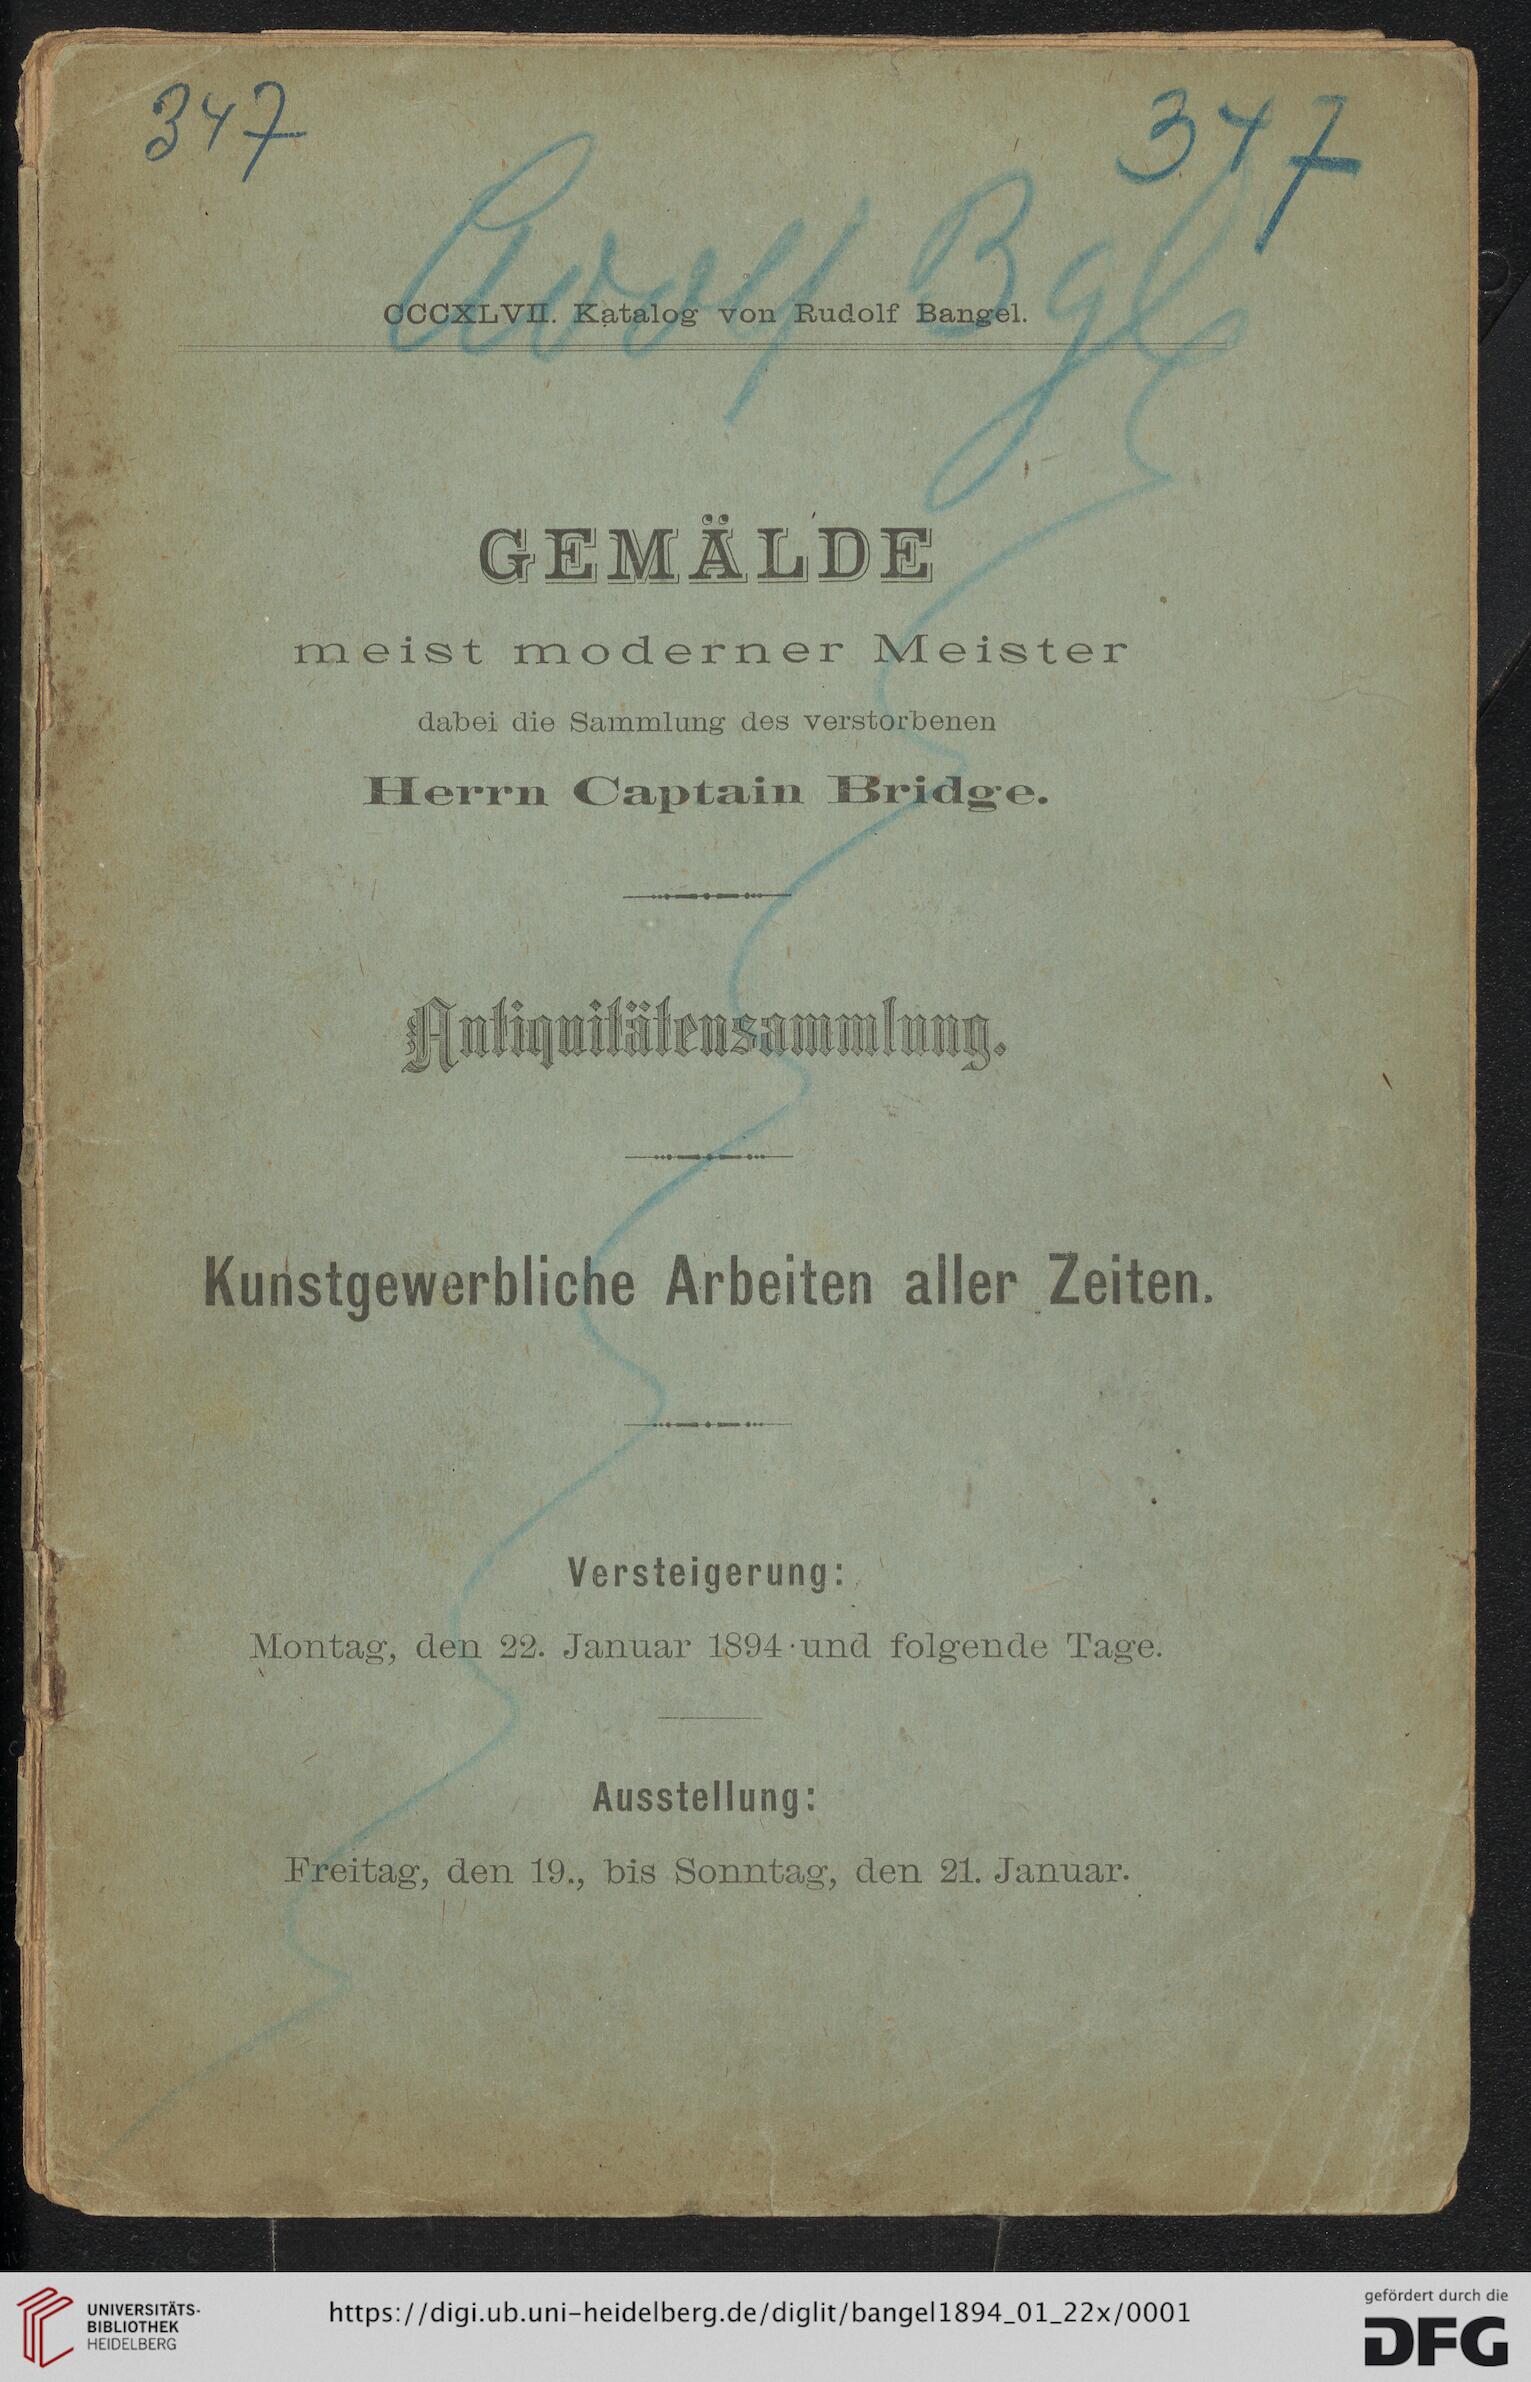 347
347
CCCXLVII. Katalog von Rudolf Bangel.
GEMÄLDE
meist moderner Meister
dabei die Sammlung des verstorbenen
Herrn Captain Bridge.
Antiquitätensammlung.
Kunstgewerbliche Arbeiten aller Zeiten.
Versteigerung:
Montag, den 22. Januar 1894 und folgende Tage.
Ausstellung:
Freitag, den 19., bis Sonntag, den 21. Januar.
UNIVERSITÄTS-
BIBLIOTHEK
HEIDELBERG
https://digi.ub.uni-heidelberg.de/diglit/bangel1894_01_22x/0001
gefördert durch die
DFG